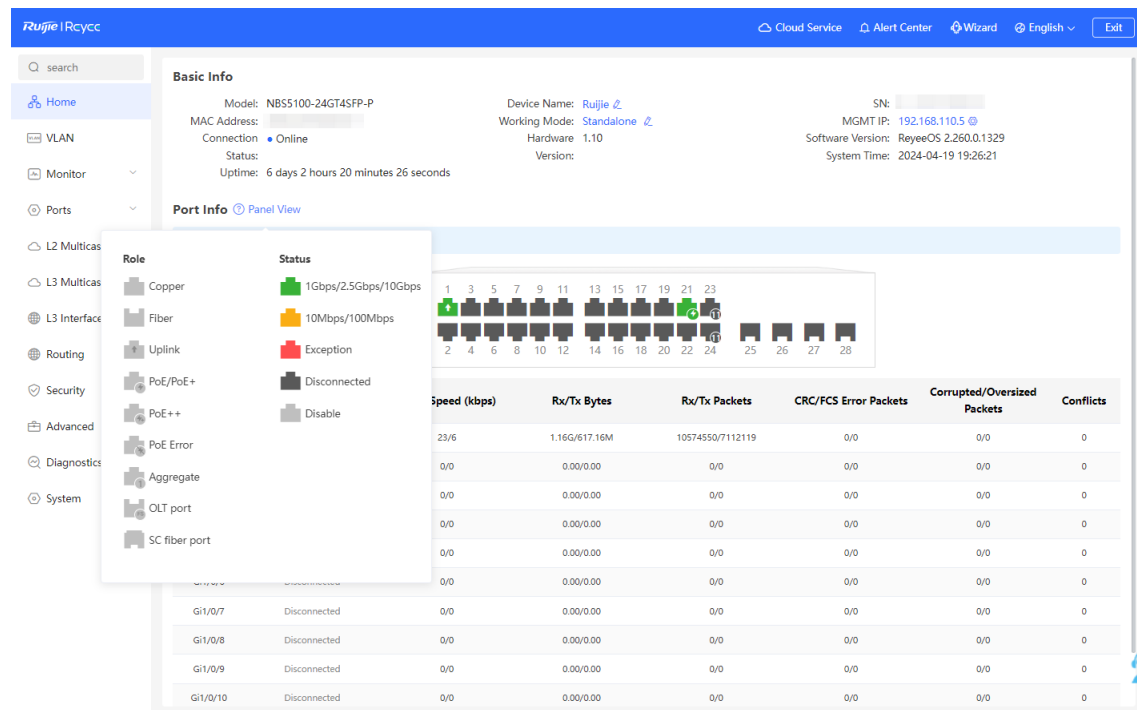 Ruijie | Rcycc
Cloud Service Alert Center Wizard English Exit
search
Home
VLAN
Monitor
Ports
L2 Multicas
L3 Multicas
L3 Interface
Routing
Security
Advanced
Diagnostics
System
Basic Info
Model: NBS5100-24GT4SFP-P
MAC Address:
Connection Status: Online
Uptime: 6 days 2 hours 20 minutes 26 seconds
Device Name: Ruijie
Working Mode: Standalone
Hardware Version: 1.10
SN:
MGMT IP: 192.168.110.5
Software Version: ReyeeOS 2.260.0.1329
System Time: 2024-04-19 19:26:21
Port Info Panel View
Role
Copper
Fiber
Uplink
PoE/PoE+
PoE++
PoE Error
Aggregate
OLT port
SC fiber port
Status
1Gbps/2.5Gbps/10Gbps
10Mbps/100Mbps
Exception
Disconnected
Disable
1 3 5 7 9 11 13 15 17 19 21 23
2 4 6 8 10 12 14 16 18 20 22 24 25 26 27 28
Speed (kbps) Rx/Tx Bytes Rx/Tx Packets CRC/FCS Error Packets Corrupted/Oversized Packets Conflicts
23/6 1.16G/617.16M 10574550/7112119 0/0 0/0 0
0/0 0.00/0.00 0/0 0/0 0/0 0
0/0 0.00/0.00 0/0 0/0 0/0 0
0/0 0.00/0.00 0/0 0/0 0/0 0
0/0 0.00/0.00 0/0 0/0 0/0 0
0/0 0.00/0.00 0/0 0/0 0/0 0
Gi1/0/7 Disconnected 0/0 0.00/0.00 0/0 0/0 0/0 0
Gi1/0/8 Disconnected 0/0 0.00/0.00 0/0 0/0 0/0 0
Gi1/0/9 Disconnected 0/0 0.00/0.00 0/0 0/0 0/0 0
Gi1/0/10 Disconnected 0/0 0.00/0.00 0/0 0/0 0/0 0